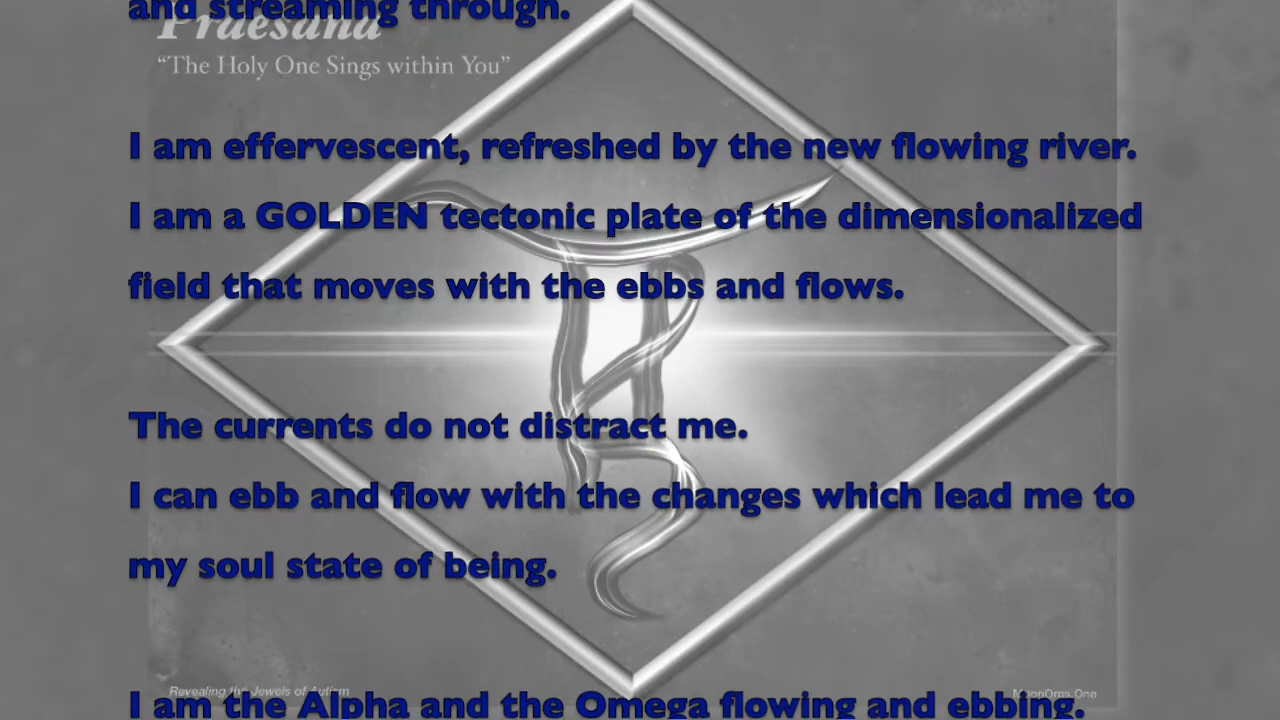 and streaming through.
Praesana
“The Holy One Sings within You”
I am effervescent, refreshed by the new flowing river.
I am a GOLDEN tectonic plate of the dimensionalized
field that moves with the ebbs and flows.
The currents do not distract me.
I can ebb and flow with the changes which lead me to
my soul state of being.
Revealing the Jewels of Autism
I am the Alpha and the Omega flowing and ebbing.